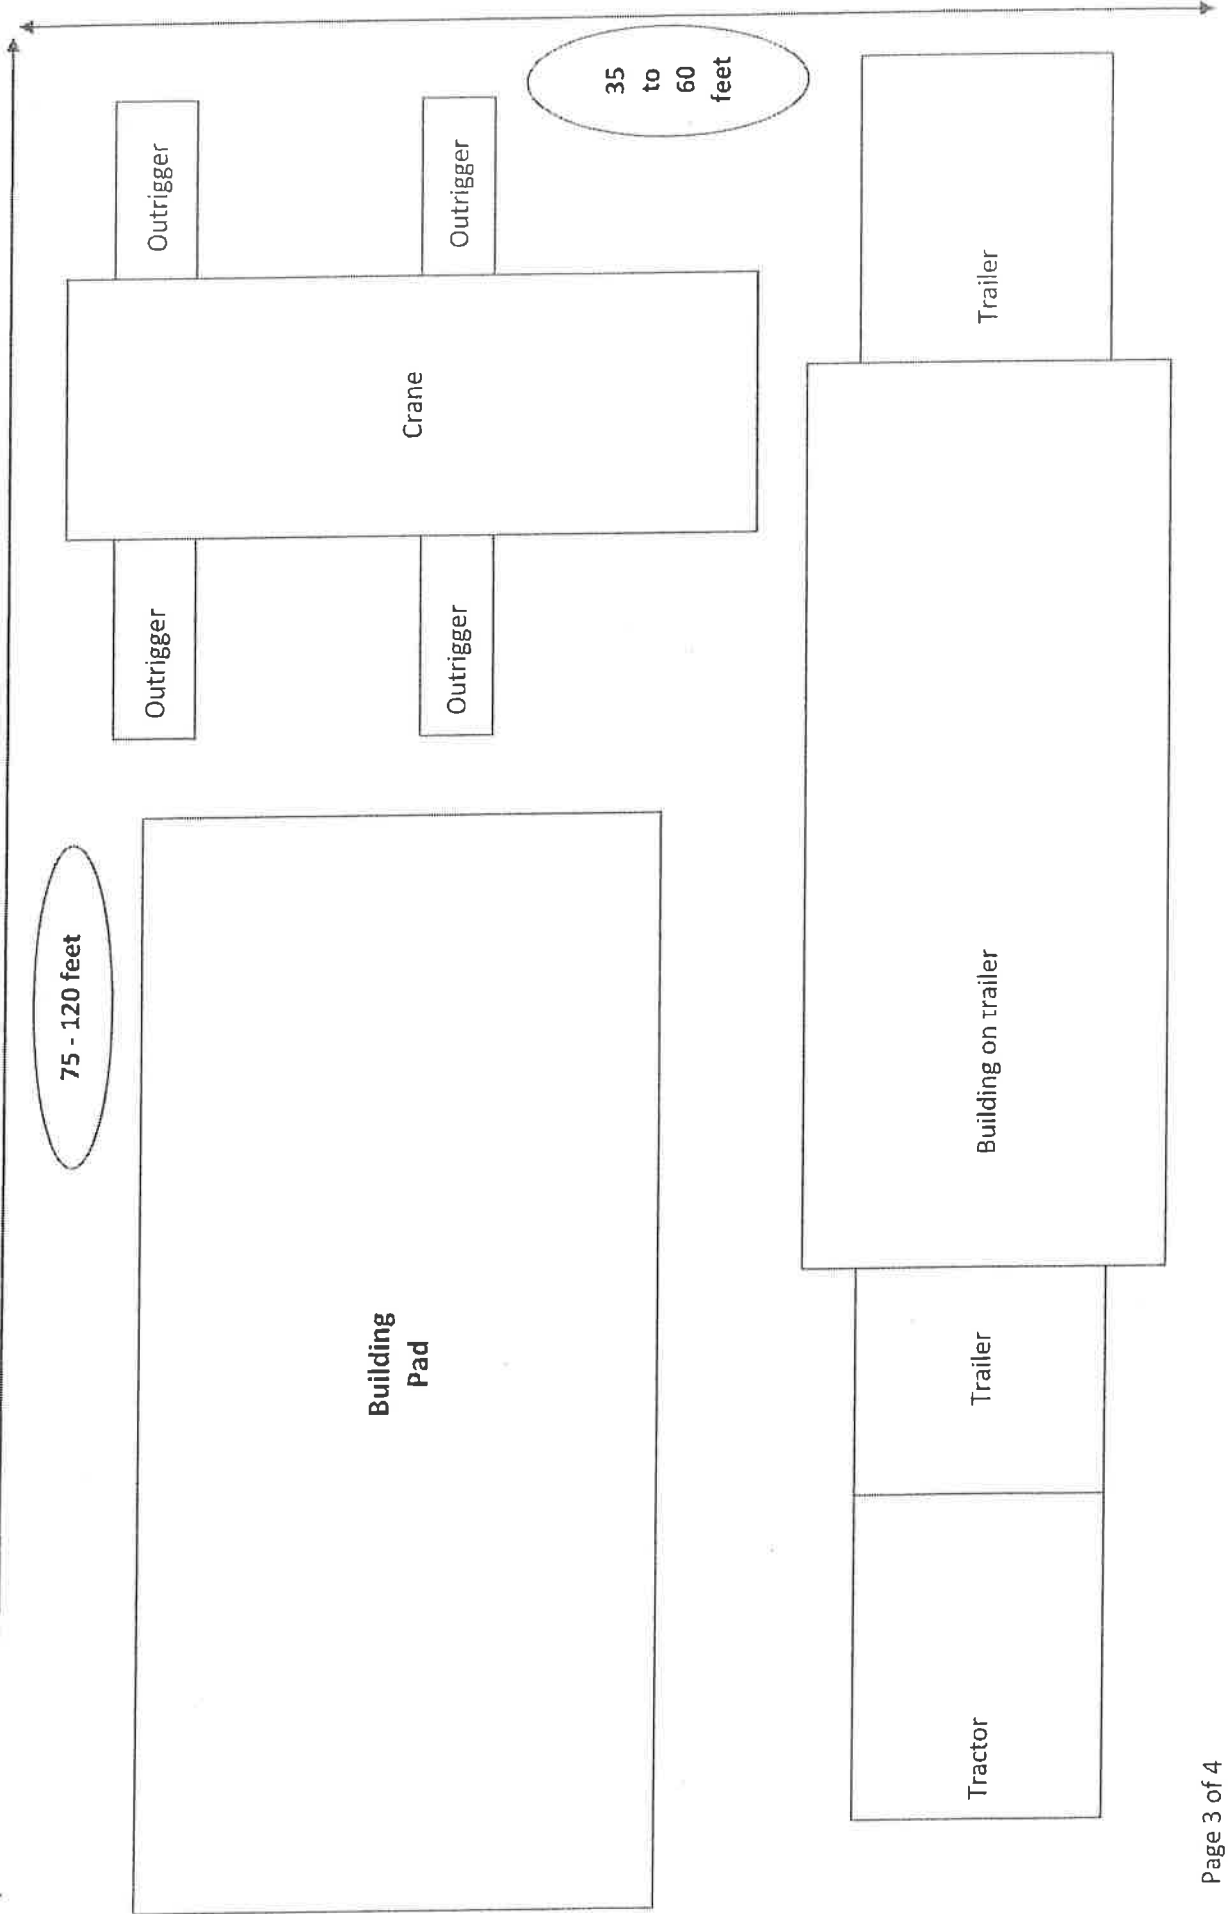 75 - 120 feet
Outrigger
Outrigger
Building
Pad
Crane
Outrigger
Outrigger
35
to
60
feet
Tractor
Trailer
Building on trailer
Trailer
Page 3 of 4